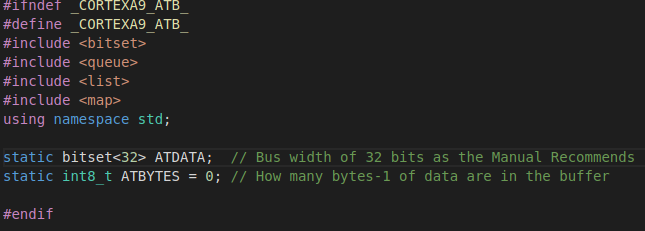 #ifndef _CORTEXA9_ATB_
#define _CORTEXA9_ATB_
#include <bitset>
#include <queue>
#include <list>
#include <map>
using namespace std;
static bitset<32> ATDATA;  // Bus width of 32 bits as the Manual Recommends
static int8_t ATBYTES = 0; // How many bytes-1 of data are in the buffer
#endif